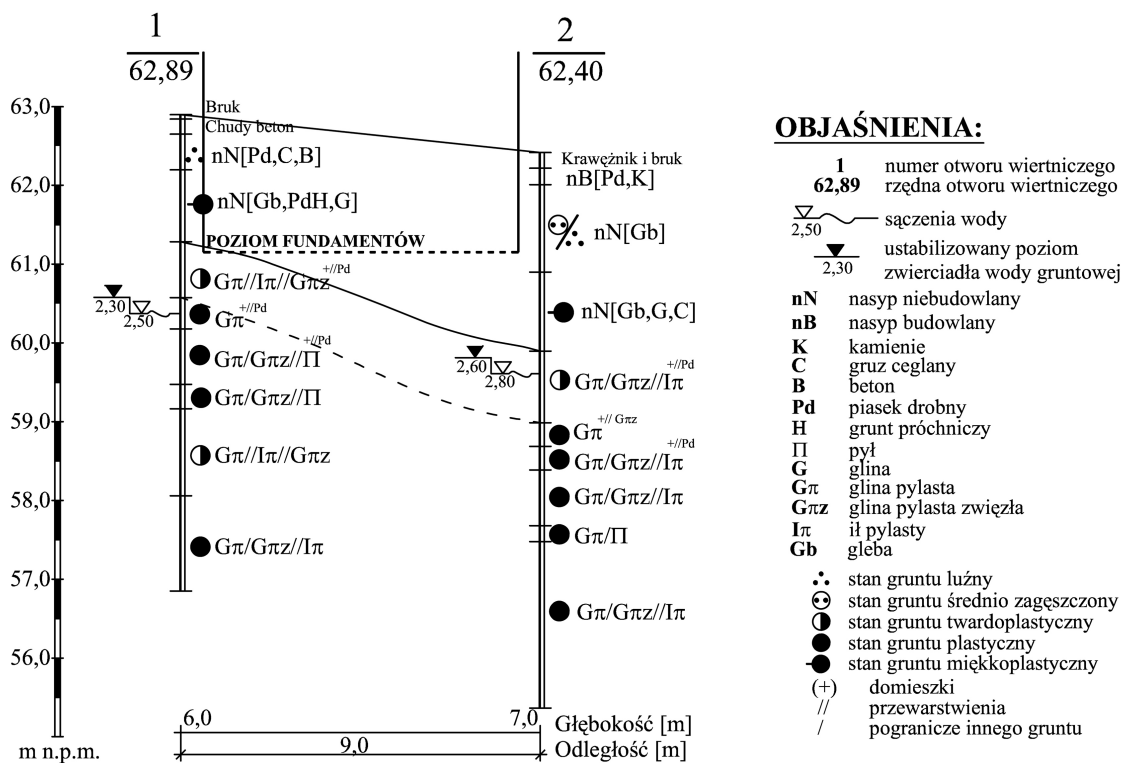 1
62,89
2
62,40
63,0
62,0
61,0
60,0
59,0
58,0
57,0
56,0
m n.p.m.
Bruk
Chudy beton
nN[Pd,C,B]
nN[Gb,PdH,G]
POZIOM FUNDAMENTÓW
Gπ//Iπ//Gπz +//Pd
2,30
2,50
Gπ +//Pd
Gπ/Gπz//Π +//Pd
Gπ/Gπz//Π
Gπ//Iπ//Gπz
Gπ/Gπz//Iπ
Krawężnik i bruk
nB[Pd,K]
nN[Gb]
nN[Gb,G,C]
2,60
2,80
Gπ/Gπz//Iπ +//Pd
Gπ +// Gπz
Gπ/Gπz//Iπ +//Pd
Gπ/Gπz//Iπ
Gπ/Π
Gπ/Gπz//Iπ
6,0 7,0 Głębokość [m]
9,0 Odległość [m]
OBJAŚNIENIA:
1 numer otworu wiertniczego
62,89 rzędna otworu wiertniczego
2,50 sączenia wody
2,30 ustabilizowany poziom
zwierciadła wody gruntowej
nN nasyp niebudowlany
nB nasyp budowlany
K kamienie
C gruz ceglany
B beton
Pd piasek drobny
H grunt próchniczy
Π pył
G glina
Gπ glina pylasta
Gπz glina pylasta zwięzła
Iπ ił pylasty
Gb gleba
stan gruntu luźny
stan gruntu średnio zagęszczony
stan gruntu twardoplastyczny
stan gruntu plastyczny
stan gruntu miękkoplastyczny
(+) domieszki
// przewarstwienia
/ pogranicze innego gruntu